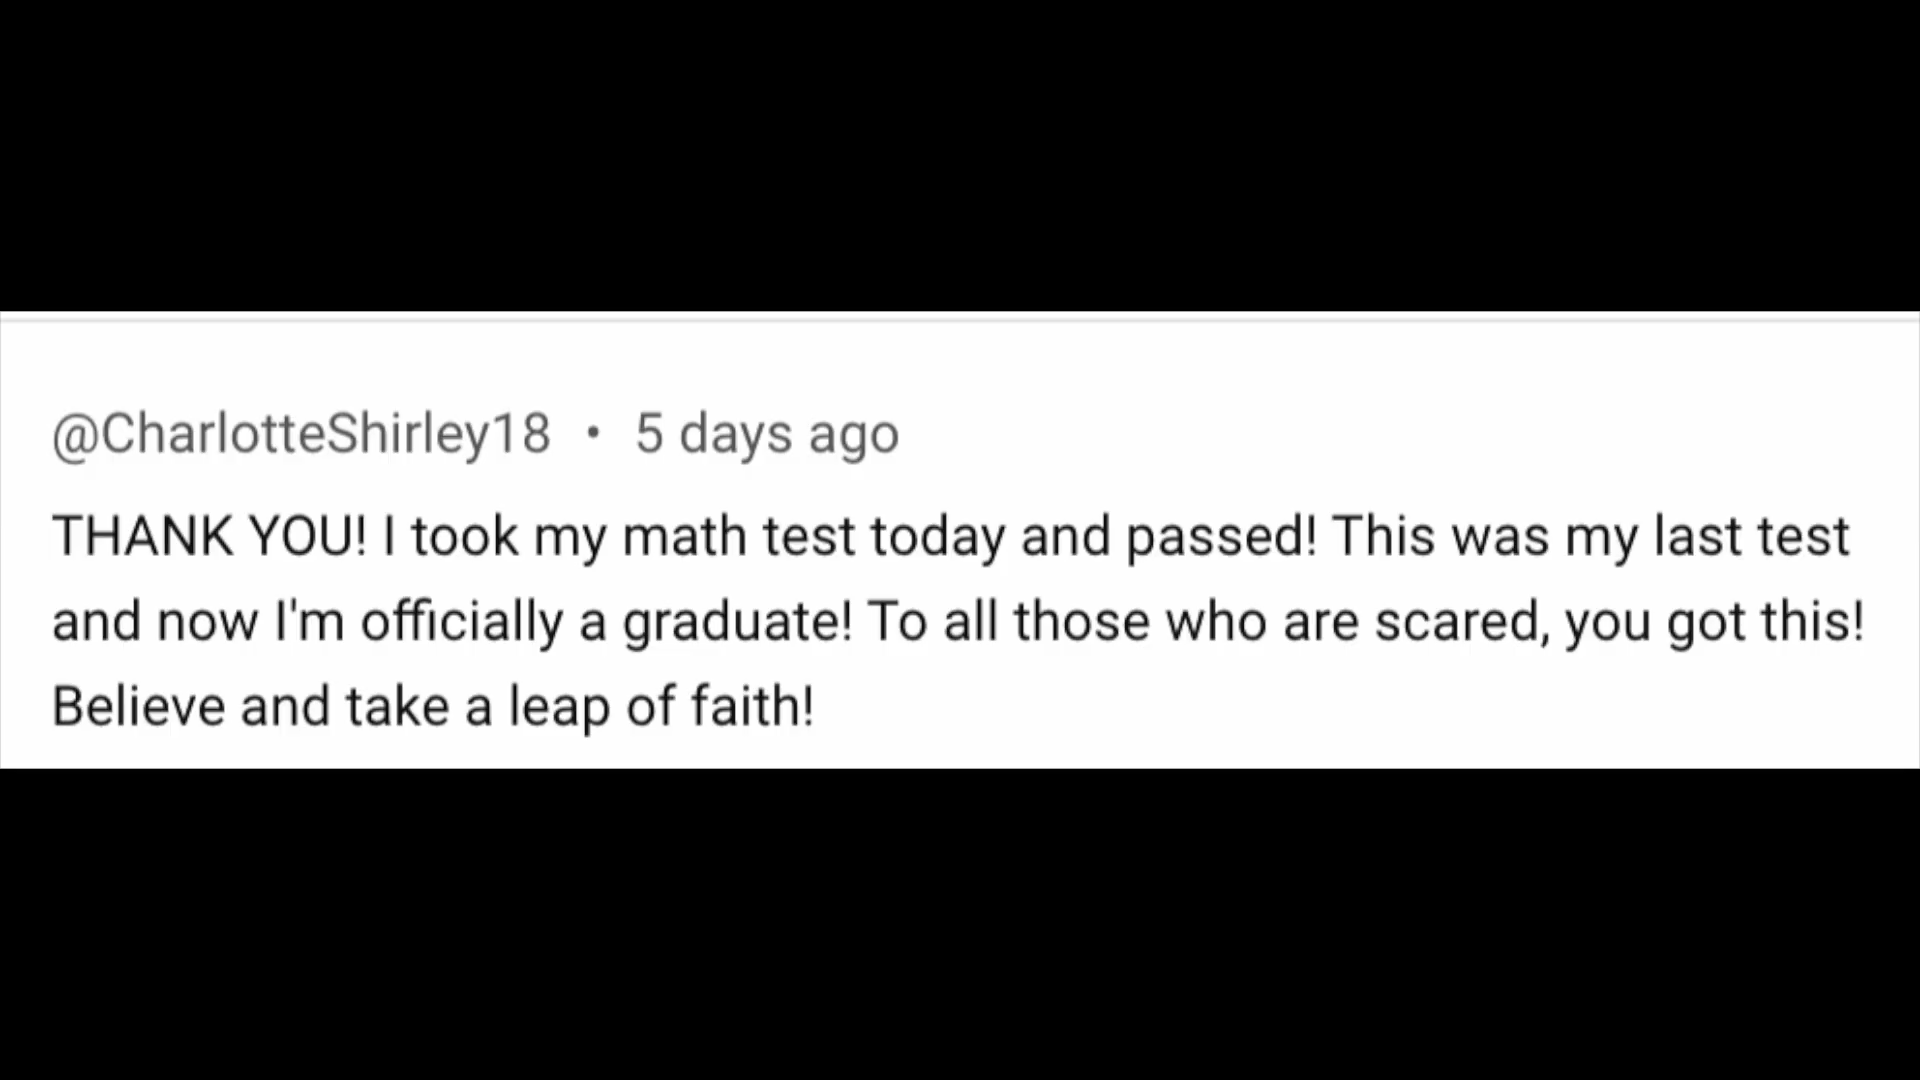 @CharlotteShirley18 • 5 days ago
THANK YOU! I took my math test today and passed! This was my last test
and now I'm officially a graduate! To all those who are scared, you got this!
Believe and take a leap of faith!